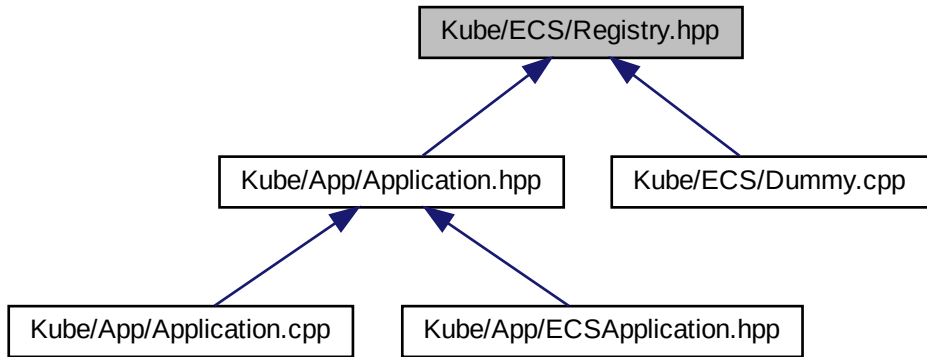 Kube/ECS/Registry.hpp
Kube/App/Application.hpp
Kube/ECS/Dummy.cpp
Kube/App/Application.cpp
Kube/App/ECSApplication.hpp